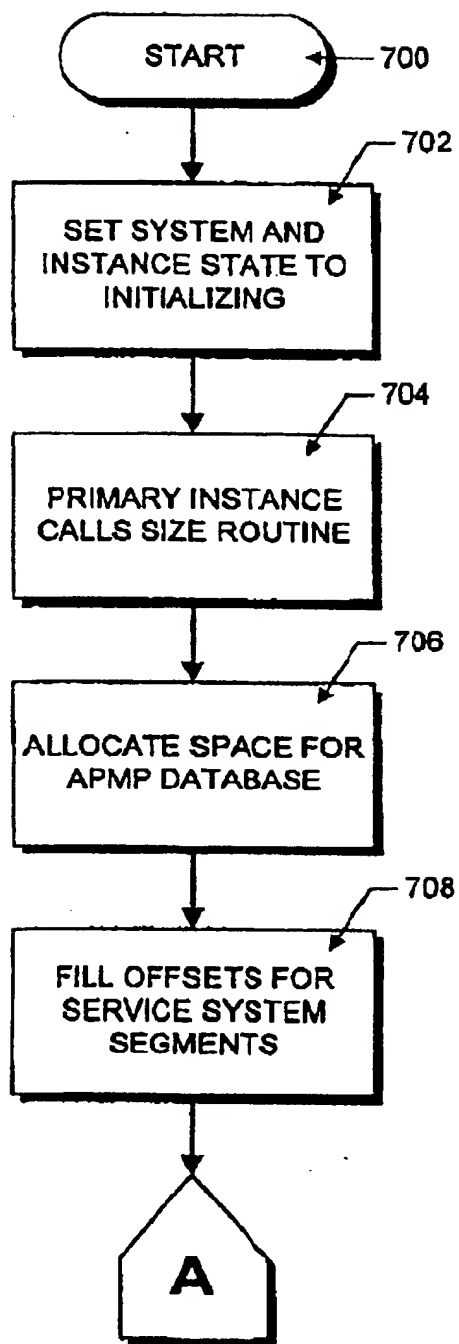 START
700
702
SET SYSTEM AND
INSTANCE STATE TO
INITIALIZING
704
PRIMARY INSTANCE
CALLS SIZE ROUTINE
706
ALLOCATE SPACE FOR
APMP DATABASE
708
FILL OFFSETS FOR
SERVICE SYSTEM
SEGMENTS
A